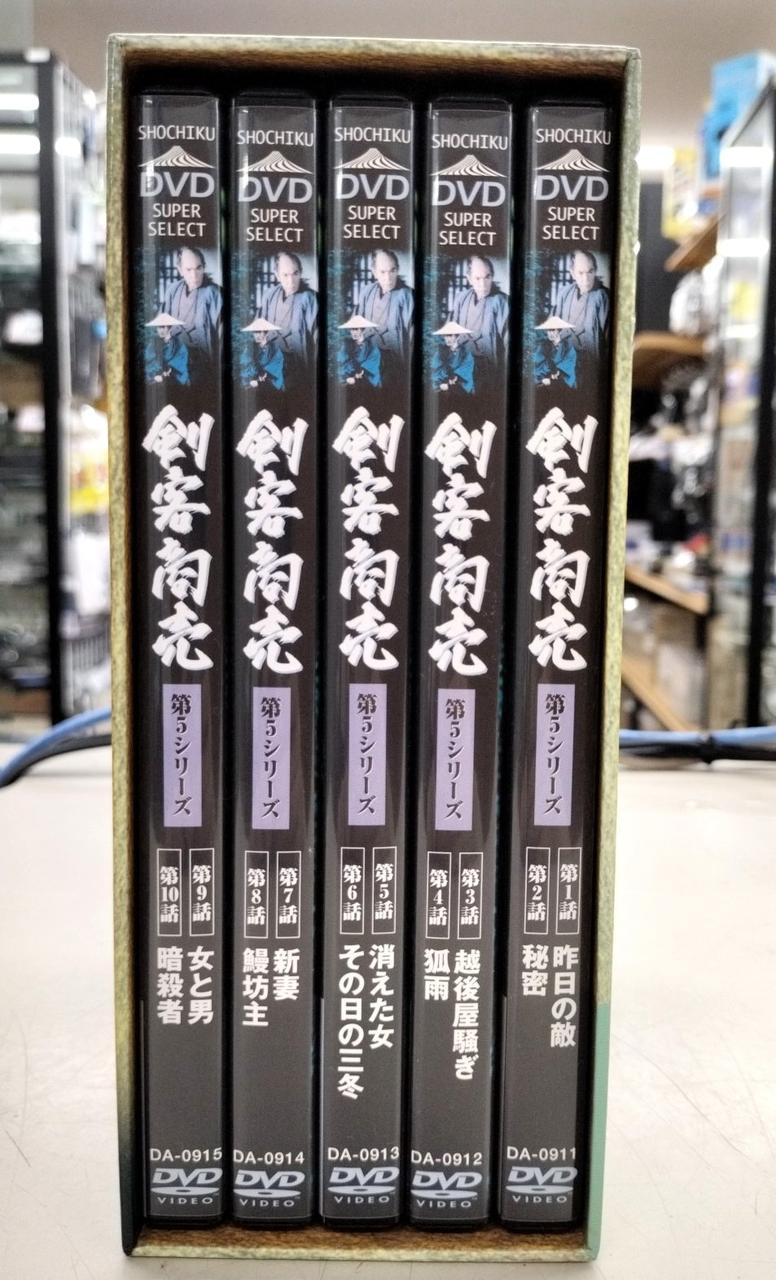 SHOCHIKU
DVD
SUPER
SELECT
剣客商売
第5シリーズ
第9話
女と男
第10話
暗殺者
DA-0915
DVD
VIDEO
SHOCHIKU
DVD
SUPER
SELECT
剣客商売
第5シリーズ
第7話
新妻
第8話
鰻坊主
DA-0914
DVD
VIDEO
SHOCHIKU
DVD
SUPER
SELECT
剣客商売
第5シリーズ
第5話
消えた女
第6話
その日の三冬
DA-0913
DVD
VIDEO
SHOCHIKU
DVD
SUPER
SELECT
剣客商売
第5シリーズ
第3話
越後屋騒ぎ
第4話
狐雨
DA-0912
DVD
VIDEO
SHOCHIKU
DVD
SUPER
SELECT
剣客商売
第5シリーズ
第1話
昨日の敵
第2話
秘密
DA-0911
DVD
VIDEO